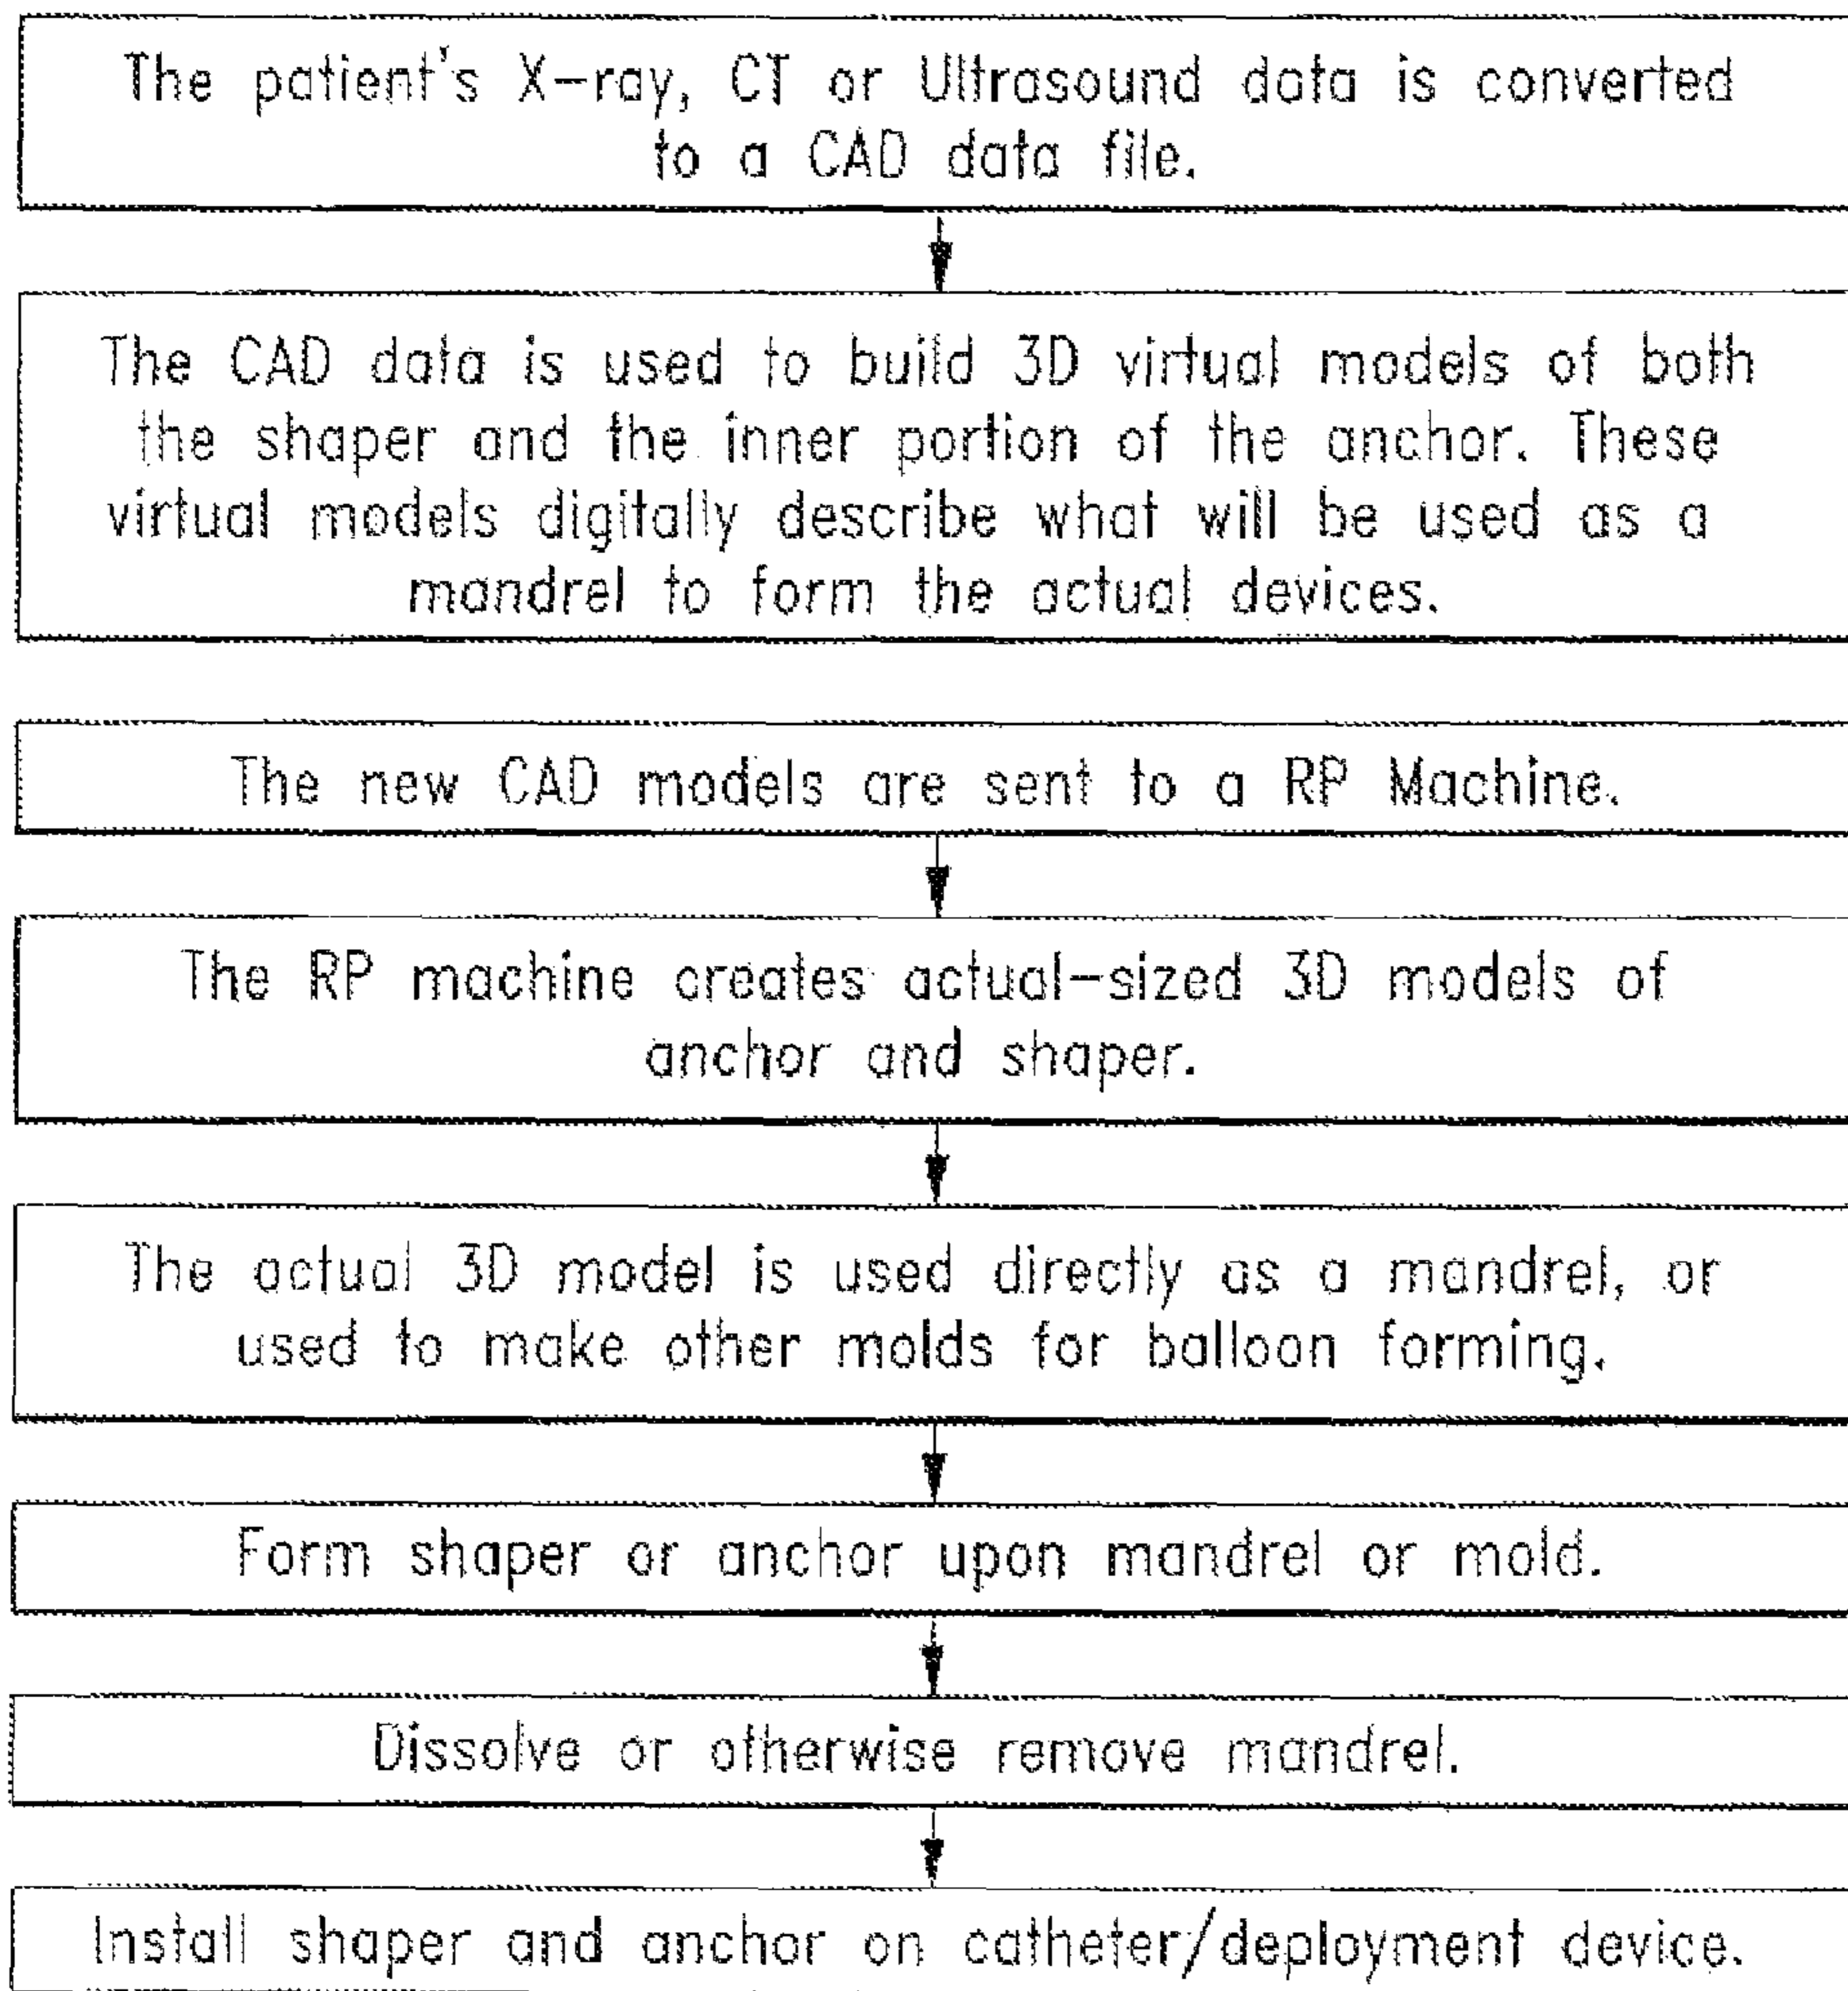 The patient's X-ray, CT or Ultrasound data is converted
to a CAD data file.
The CAD data is used to build 3D virtual models of both
the shaper and the inner portion of the anchor. These
virtual models digitally describe what will be used as a
mandrel to form the actual devices.
The new CAD models are sent to a RP Machine.
The RP machine creates actual-sized 3D models of
anchor and shaper.
The actual 3D model is used directly as a mandrel, or
used to make other molds for balloon forming.
Form shaper or anchor upon mandrel or mold.
Dissolve or otherwise remove mandrel.
Install shaper and anchor on catheter/deployment device.